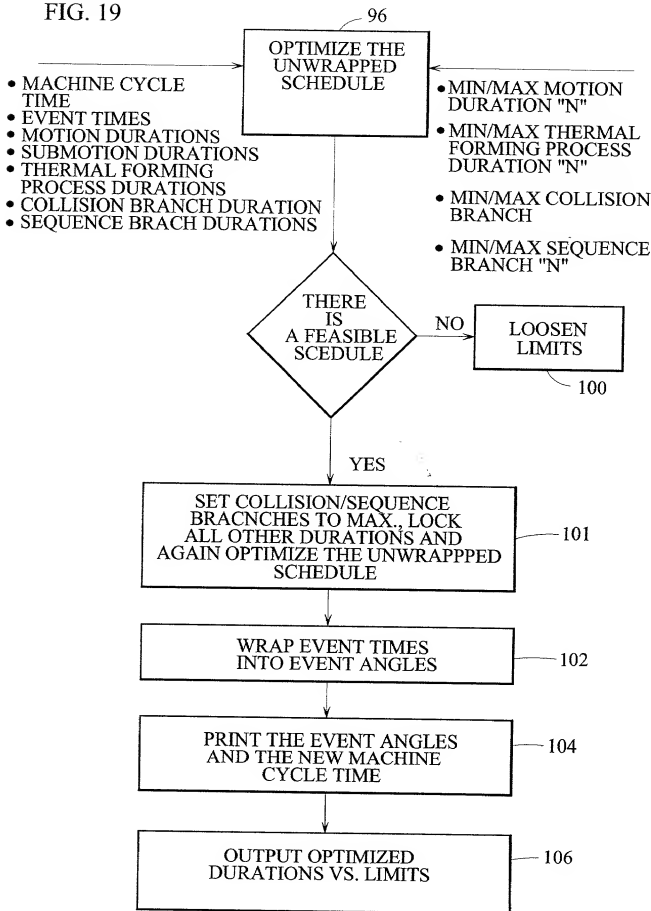 FIG. 19
96
OPTIMIZE THE
UNWRAPPED
SCHEDULE
• MACHINE CYCLE
TIME
• EVENT TIMES
• MOTION DURATIONS
• SUBMOTION DURATIONS
• THERMAL FORMING
PROCESS DURATIONS
• COLLISION BRANCH DURATION
• SEQUENCE BRACH DURATIONS
• MIN/MAX MOTION
DURATION "N"
• MIN/MAX THERMAL
FORMING PROCESS
DURATION "N"
• MIN/MAX COLLISION
BRANCH
• MIN/MAX SEQUENCE
BRANCH "N"
THERE
IS
A FEASIBLE
SCEDULE
NO
LOOSEN
LIMITS
100
YES
SET COLLISION/SEQUENCE
BRACNCHES TO MAX., LOCK
ALL OTHER DURATIONS AND
AGAIN OPTIMIZE THE UNWRAPPPED
SCHEDULE
101
WRAP EVENT TIMES
INTO EVENT ANGLES
102
PRINT THE EVENT ANGLES
AND THE NEW MACHINE
CYCLE TIME
104
OUTPUT OPTIMIZED
DURATIONS VS. LIMITS
106